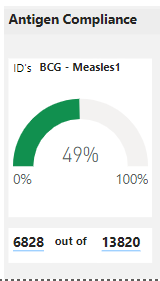 Antigen Compliance
ID's BCG - Measles1
49%
0% 100%
6828 out of 13820